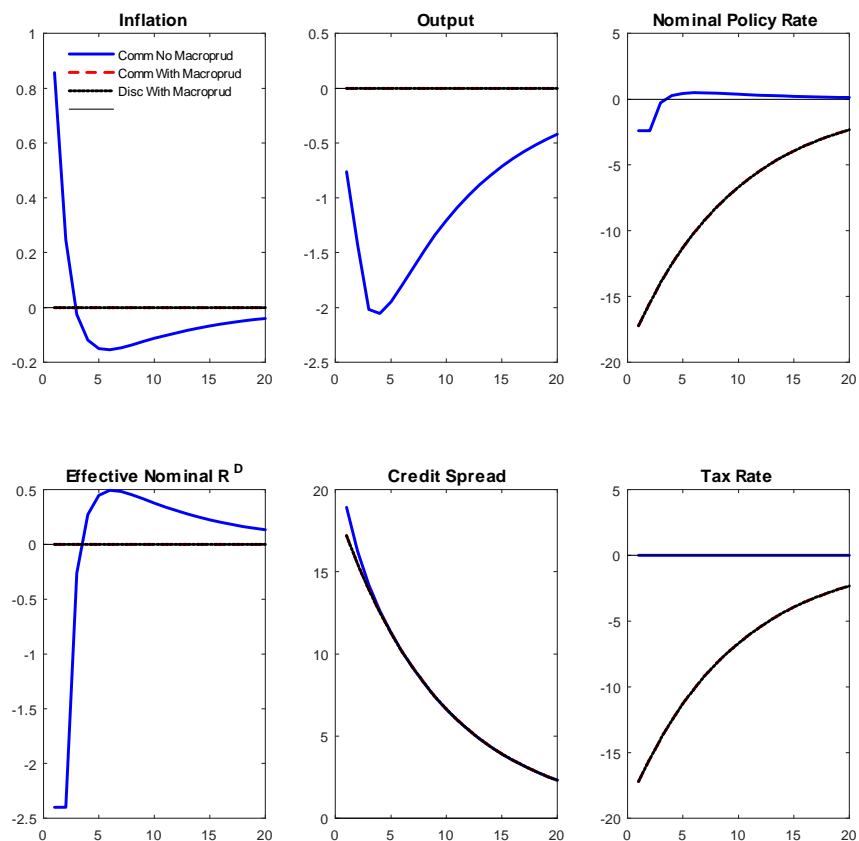 Inflation
Output
Nominal Policy Rate
1
0.8
0.6
0.4
0.2
0
-0.2
0 5 10 15 20
Comm No Macroprud
Comm With Macroprud
Disc With Macroprud
0.5
0
-0.5
-1
-1.5
-2
-2.5
0 5 10 15 20
5
0
-5
-10
-15
-20
0 5 10 15 20
Effective Nominal R D
Credit Spread
Tax Rate
0.5
0
-0.5
-1
-1.5
-2
-2.5
0 5 10 15 20
20
15
10
5
0
0 5 10 15 20
5
0
-5
-10
-15
-20
0 5 10 15 20